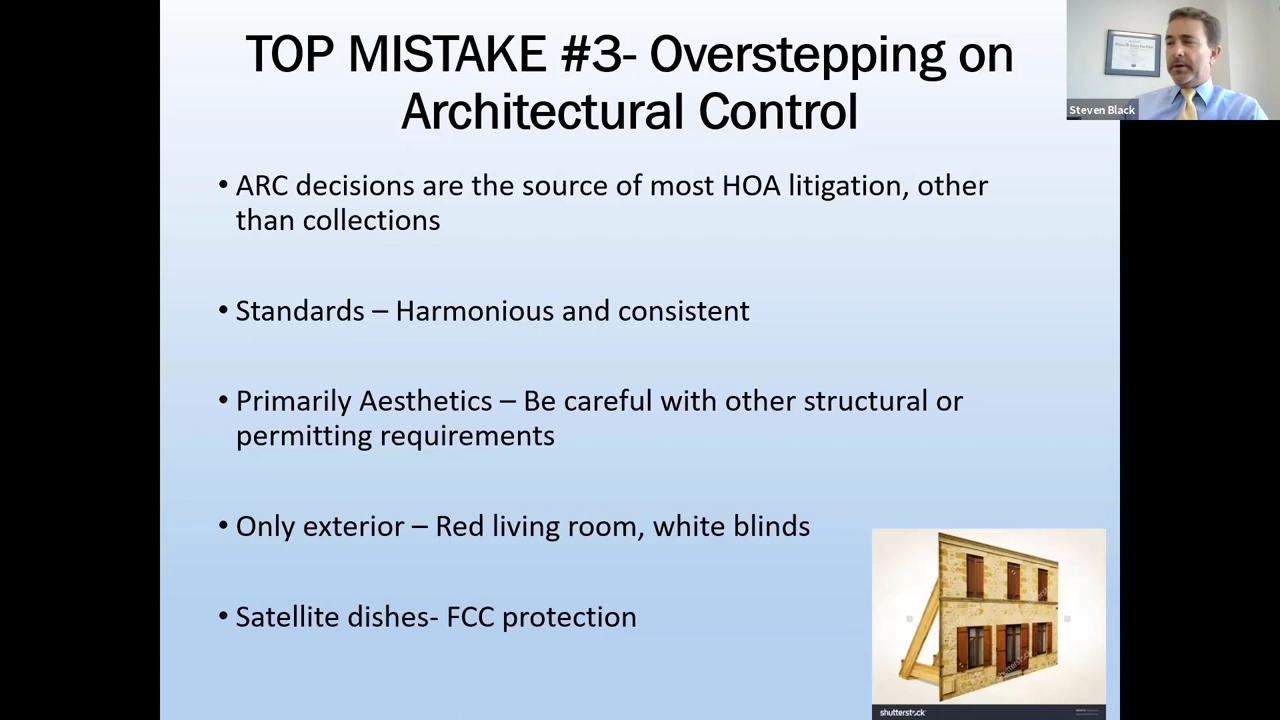 TOP MISTAKE #3- Overstepping on
Architectural Control
Steven Black
• ARC decisions are the source of most HOA litigation, other
than collections
• Standards – Harmonious and consistent
• Primarily Aesthetics – Be careful with other structural or
permitting requirements
• Only exterior – Red living room, white blinds
• Satellite dishes- FCC protection
shutterstock